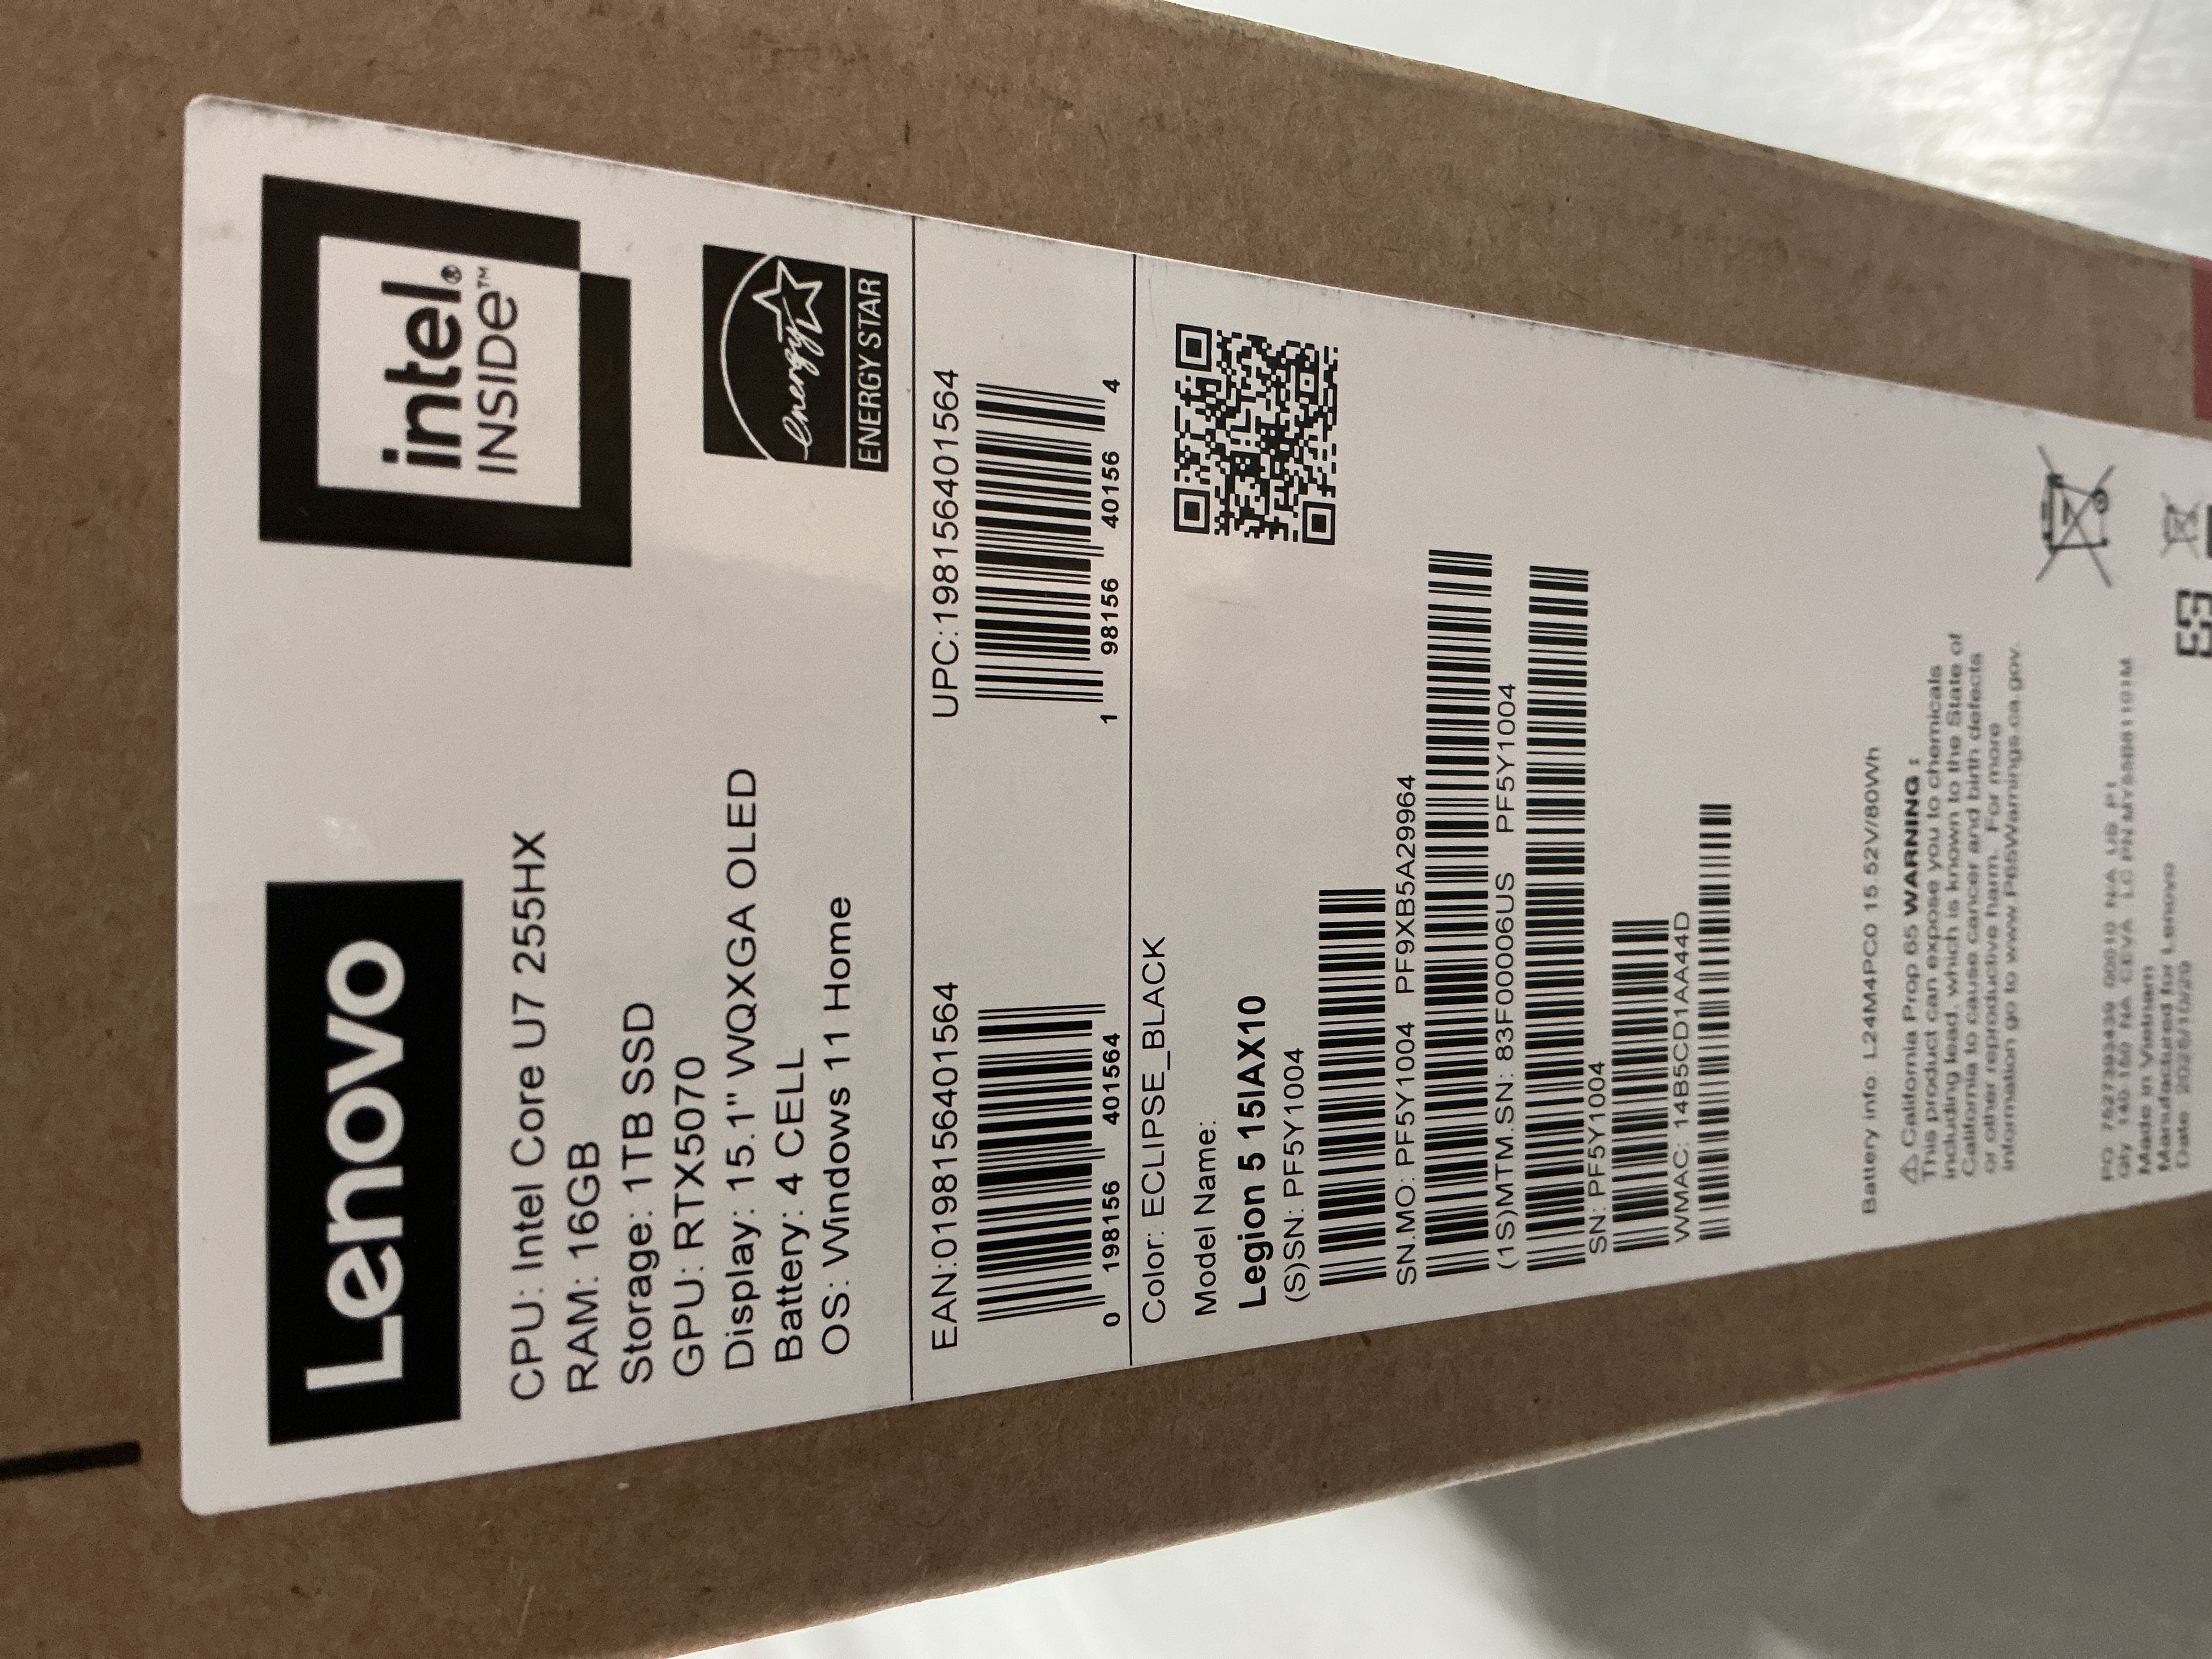 Lenovo
intel®
INSIDE™
CPU: Intel Core U7 255HX
RAM: 16GB
Storage: 1TB SSD
GPU: RTX5070
Display: 15.1" WQXGA OLED
Battery: 4 CELL
OS: Windows 11 Home
energy
ENERGY STAR
EAN:0198156401564
0 198156 401564
UPC:198156401564
1 98156 40156 4
Color: ECLIPSE_BLACK
Model Name:
Legion 5 15IAX10
(S)SN: PF5Y1004
SN.MO: PF5Y1004 PF9XB5A29964
(1S)MTM.SN: 83F00006US PF5Y1004
SN: PF5Y1004
WMAC: 14B5CD1AA44D
Battery info: L24M4PC0 15.52V/80Wh
⚠ California Prop 65 WARNING :
This product can expose you to chemicals
including lead, which is known to the State of
California to cause cancer and birth defects
or other reproductive harm. For more
information go to www.P65Warnings.ca.gov.
Made in Vietnam
Manufactured for Lenovo